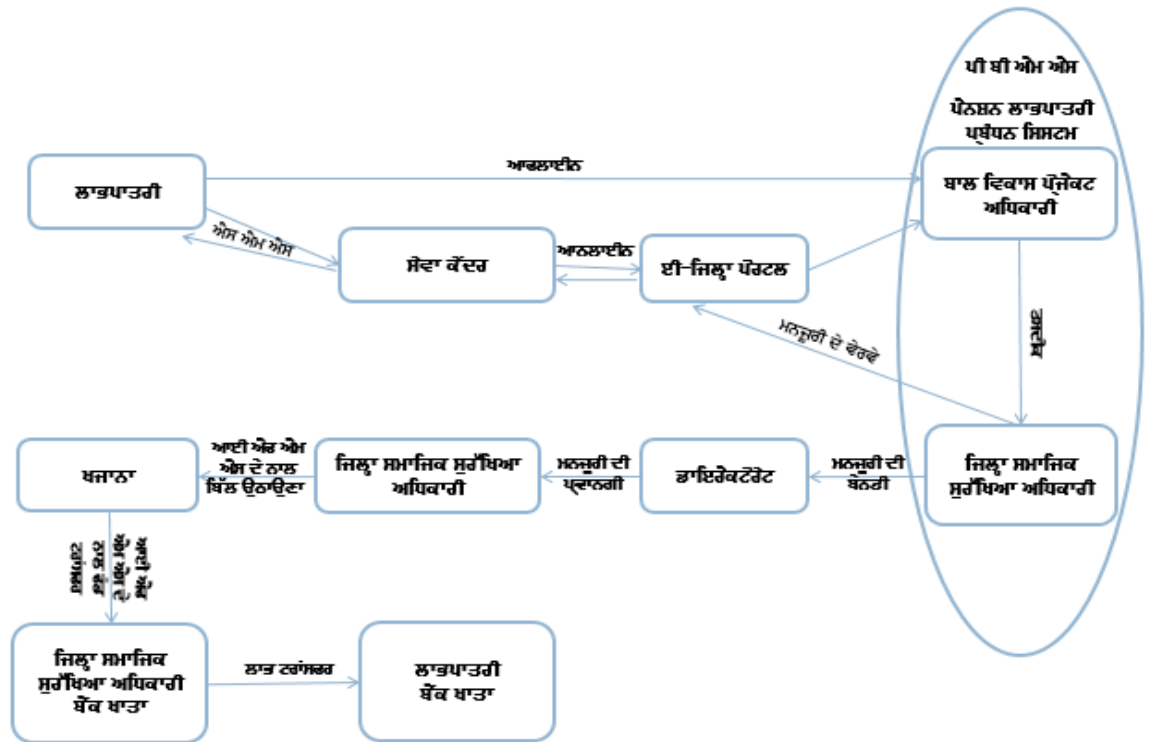 ਪੀ ਬੀ ਐਮ ਐਸ
ਪੈਨਸ਼ਨ ਲਾਭਪਾਤਰੀ
ਪ੍ਰਬੰਧਨ ਸਿਸਟਮ
ਆਫਲਾਈਨ
ਲਾਭਪਾਤਰੀ
ਬਾਲ ਵਿਕਾਸ ਪ੍ਰੋਜੈਕਟ
ਅਧਿਕਾਰੀ
ਐਸ ਐਮ ਐਸ
ਸੇਵਾ ਕੇਂਦਰ
ਆਨਲਾਈਨ
ਈ-ਜਿਲ੍ਹਾ ਪੋਰਟਲ
ਮਨਜੂਰੀ ਦੇ ਵੇਰਵੇ
ਖਜਾਨਾ
ਆਈ ਐਫ ਐਮ
ਐਸ ਦੇ ਨਾਲ
ਬਿੱਲ ਉਠਾਉਣਾ
ਜਿਲ੍ਹਾ ਸਮਾਜਿਕ ਸੁਰੱਖਿਆ
ਅਧਿਕਾਰੀ
ਮਨਜੂਰੀ ਦੀ
ਪ੍ਰਵਾਨਗੀ
ਡਾਇਰੈਕਟੋਰੇਟ
ਮਨਜੂਰੀ ਦੀ
ਬੇਨਤੀ
ਜਿਲ੍ਹਾ ਸਮਾਜਿਕ
ਸੁਰੱਖਿਆ ਅਧਿਕਾਰੀ
ਜਿਲ੍ਹਾ ਸਮਾਜਿਕ
ਸੁਰੱਖਿਆ ਅਧਿਕਾਰੀ
ਬੈਂਕ ਖਾਤਾ
ਲਾਭ ਟਰਾਂਸਫਰ
ਲਾਭਪਾਤਰੀ
ਬੈਂਕ ਖਾਤਾ